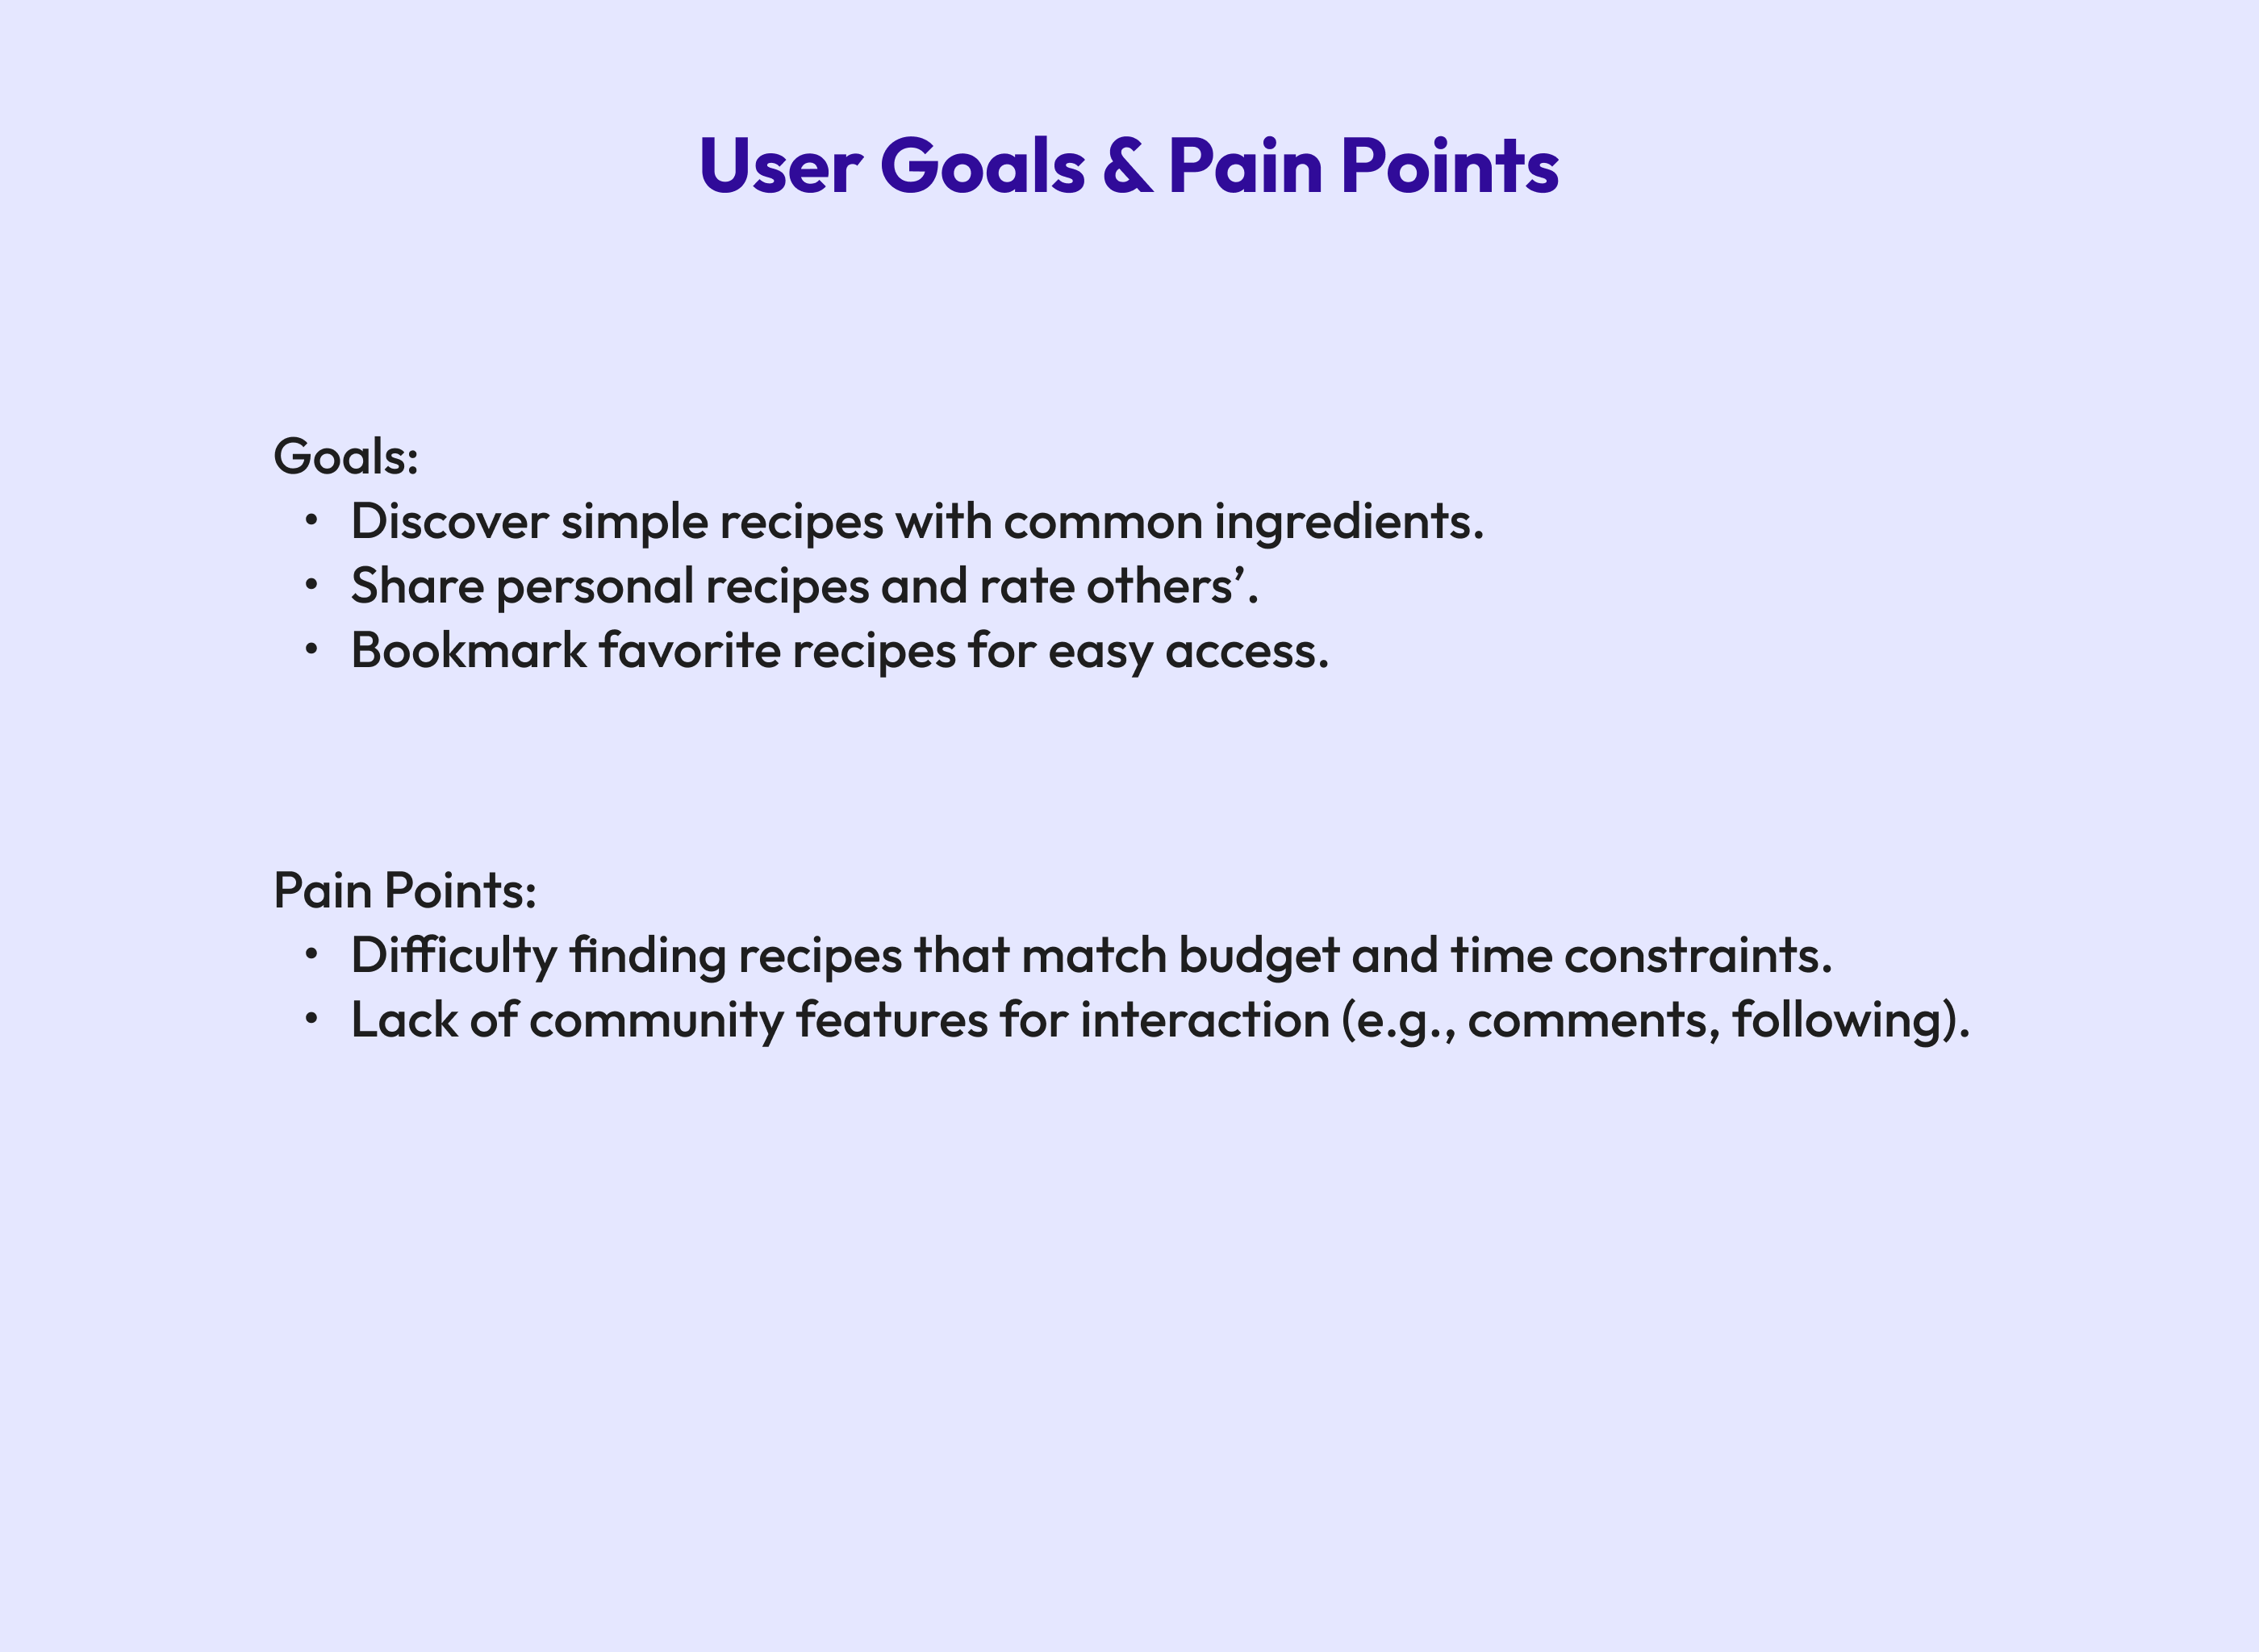 User Goals & Pain Points
Goals:
• Discover simple recipes with common ingredients.
• Share personal recipes and rate others’.
• Bookmark favorite recipes for easy access.
Pain Points:
• Difficulty finding recipes that match budget and time constraints.
• Lack of community features for interaction (e.g., comments, following).